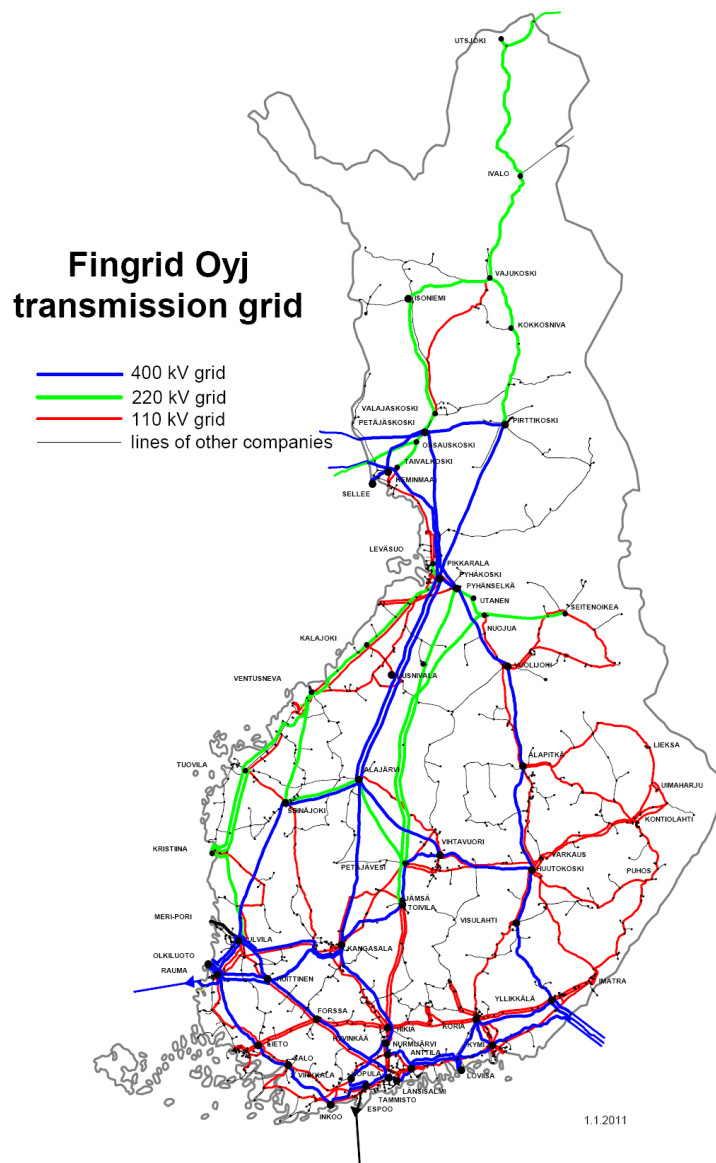 UTSJOKI
IVALO
Fingrid Oyj
transmission grid
VAJUKOSKI
ISONIEMI
KOKKOSNIVA
400 kV grid
220 kV grid
110 kV grid
lines of other companies
VALAJASKOSKI
PETÄJÄSKOSKI
PIRTTIKOSKI
OSSAUSKOSKI
TAIVALKOSKI
KEMINMAA
SELLEE
LEVÄSUO
PIKKARALA
PYHÄKOSKI
PYHÄNSELKÄ
UTANEN
SEITENOIKEA
NUOJUA
KALAJOKI
VUOLIJOKI
UUSNIVALA
VENTUSNEVA
LIEKSA
TUOVILA
ALAPITKÄ
ALAJÄRVI
UIMAHARJU
SEINÄJOKI
KONTIOLAHTI
KRISTIINA
VIHTAVUORI
VARKAUS
PETÄJÄVESI
HUUTOKOSKI
PUHOS
JÄMSÄ
TOIVILA
MERI-PORI
VISULAHTI
ULVILA
KANGASALA
OLKILUOTO
RAUMA
HUITTINEN
IMATRA
YLLIKKÄLÄ
FORSSA
HIKIA
KORIA
LIETO
HYVINKÄÄ
NURMIJÄRVI
KYMI
ANTTILA
SALO
VIRKKALA
LOVIISA
LÄNSISALMI
TAMMISTO
ESPOO
INKOO
1.1.2011